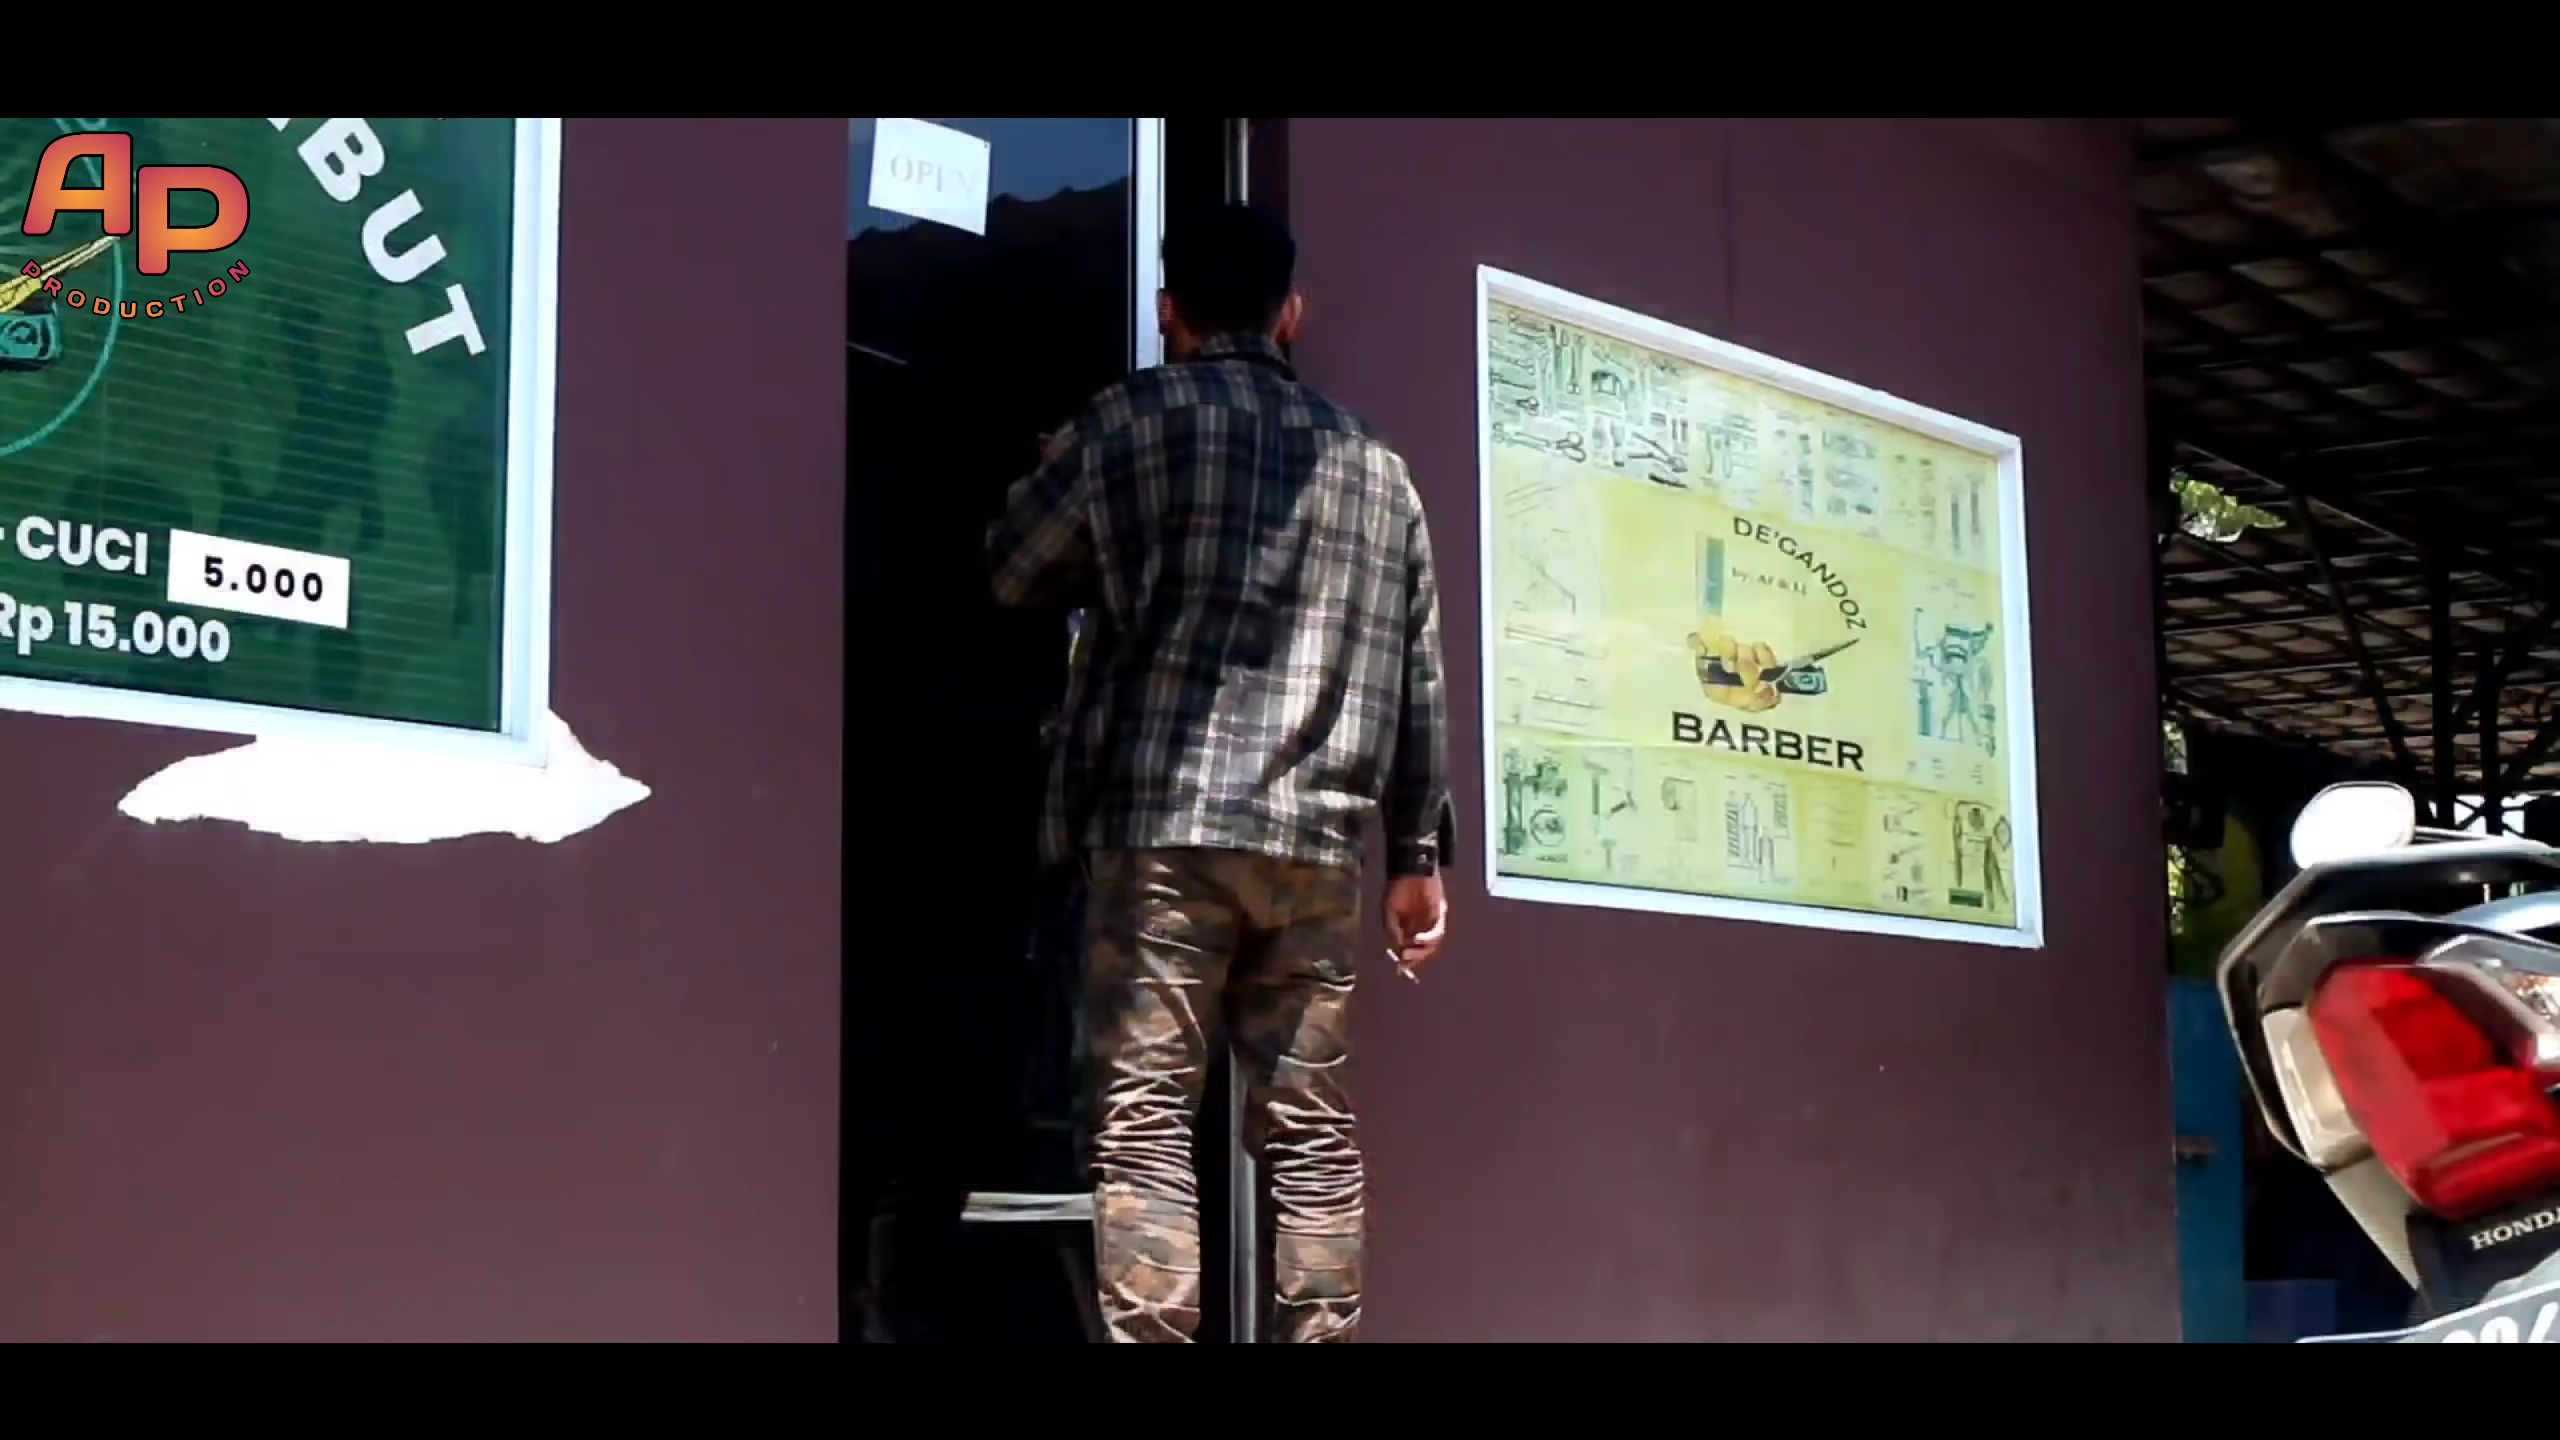 AP
PRODUCTION
BUT
CUCI 5.000
Rp 15.000
OPEN
DE'GANDOZ
BARBER
HONDA